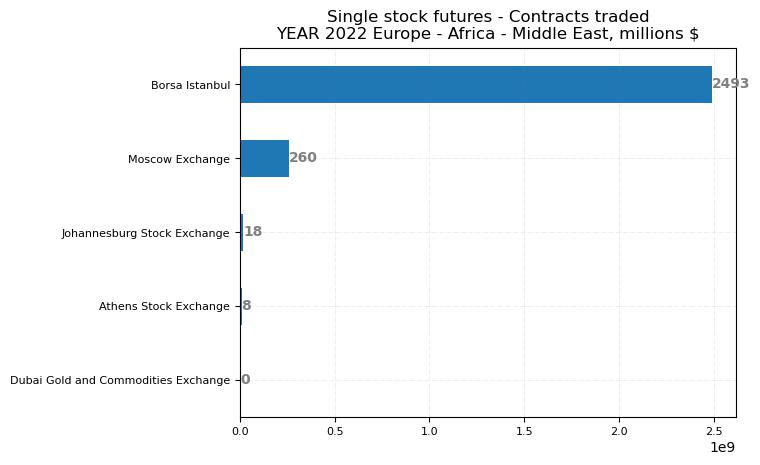 Single stock futures - Contracts traded
YEAR 2022 Europe - Africa - Middle East, millions $
Borsa Istanbul
2493
Moscow Exchange
260
Johannesburg Stock Exchange
18
Athens Stock Exchange
8
Dubai Gold and Commodities Exchange
0
0.0 0.5 1.0 1.5 2.0 2.5
1e9